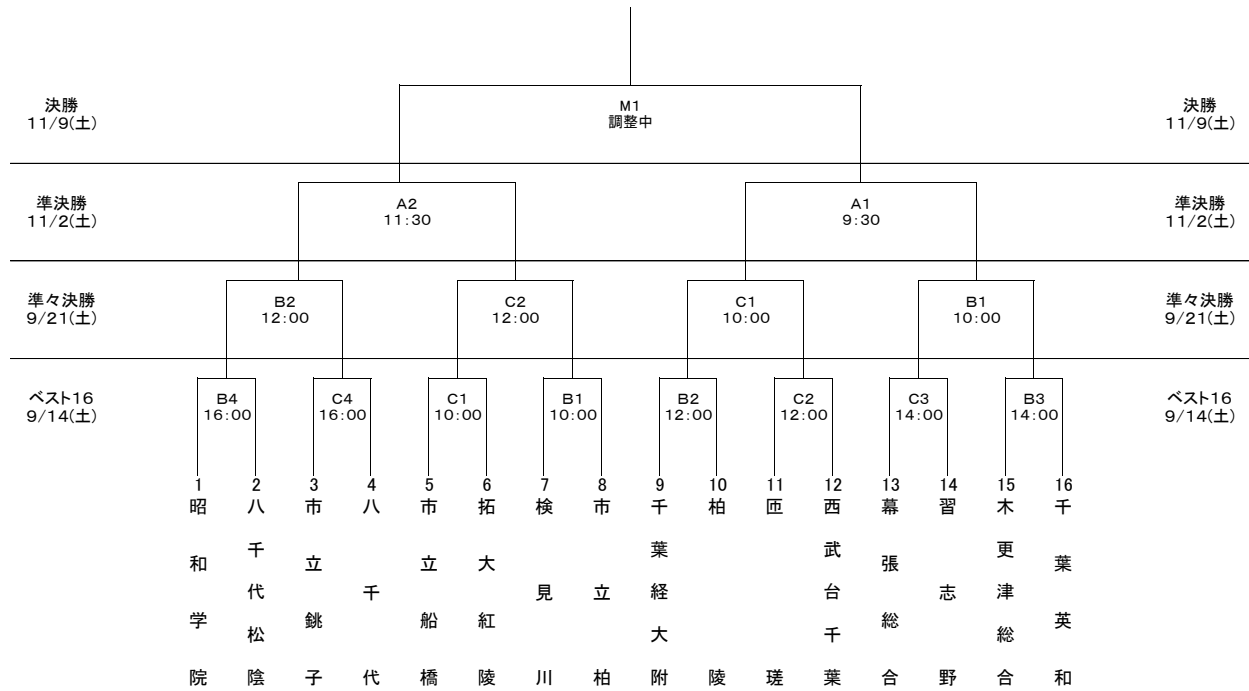 M1
調整中
決勝
11/9(土)
決勝
11/9(土)
準決勝
11/2(土)
A2
11:30
A1
9:30
準決勝
11/2(土)
準々決勝
9/21(土)
B2
12:00
C2
12:00
C1
10:00
B1
10:00
準々決勝
9/21(土)
ベスト16
9/14(土)
B4
16:00
C4
16:00
C1
10:00
B1
10:00
B2
12:00
C2
12:00
C3
14:00
B3
14:00
ベスト16
9/14(土)
1
昭和学院
2
八千代松陰
3
市立銚子
4
八千代
5
市立船橋
6
拓大紅陵
7
検見川
8
市立柏
9
千葉経大附
10
柏陵
11
匝瑳
12
西武台千葉
13
幕張総合
14
習志野
15
木更津総合
16
千葉英和